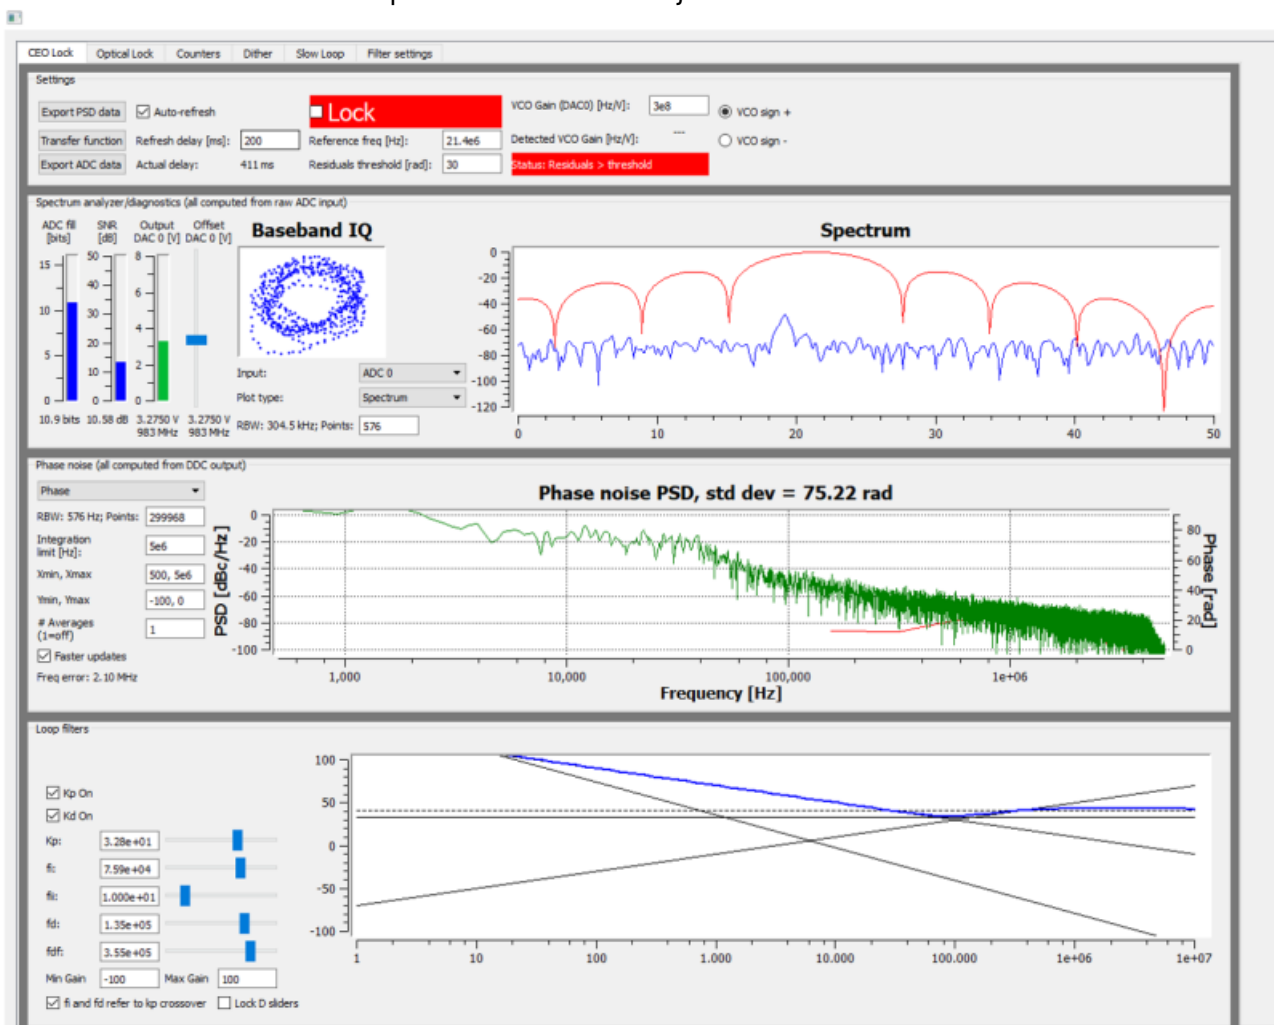 CEO Lock Optical Lock Counters Dither Slow Loop Filter settings
Settings
Export PSD data Auto-refresh Lock VCO Gain (DAC0) [Hz/V]: 3e8 VCO sign +
Transfer function Refresh delay [ms]: 200 Reference freq [Hz]: 21.4e6 Detected VCO Gain [Hz/V]: --- VCO sign -
Export ADC data Actual delay: 411 ms Residuals threshold [rad]: 30 Status: Residuals > threshold
Spectrum analyzer/diagnostics (all computed from raw ADC input)
ADC fill [bits] SNR [dB] Output DAC 0 [V] Offset DAC 0 [V]
Baseband IQ
Spectrum
15
10
5
0
50
40
30
20
10
0
8
6
4
2
0
10.9 bits 10.58 dB 3.2750 V 3.2750 V
983 MHz 983 MHz
Input: ADC 0
Plot type: Spectrum
RBW: 304.5 kHz; Points: 576
0
-20
-40
-60
-80
-100
-120
0 10 20 30 40 50
Phase noise (all computed from DDC output)
Phase
RBW: 576 Hz; Points: 299968
Integration
limit [Hz]: 5e6
Xmin, Xmax 500, 5e6
Ymin, Ymax -100, 0
# Averages
(1=off) 1
Faster updates
Freq error: 2.10 MHz
Phase noise PSD, std dev = 75.22 rad
PSD [dBc/Hz]
0
-20
-40
-60
-80
-100
80
60
40
20
0
Phase [rad]
1,000 10,000 100,000 1e+06
Frequency [Hz]
Loop filters
Kp On
Kd On
Kp: 3.28e+01
fi: 7.59e+04
fii: 1.000e+01
fd: 1.35e+05
fdf: 3.55e+05
Min Gain -100 Max Gain 100
fi and fd refer to kp crossover Lock D sliders
100
50
0
-50
-100
1 10 100 1.000 10.000 100.000 1e+06 1e+07